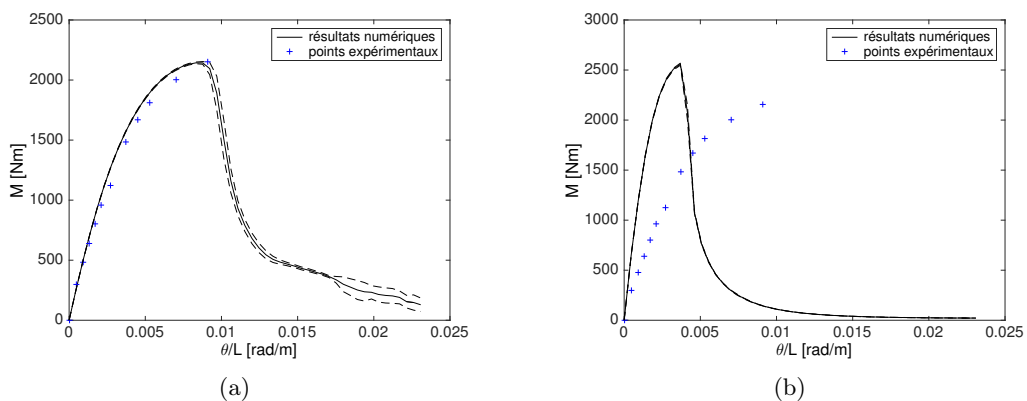 2500
2000
1500
1000
500
0
M [Nm]
0
0.005
0.01
0.015
0.02
0.025
θ/L [rad/m]
résultats numériques
points expérimentaux
(a)
3000
2500
2000
1500
1000
500
0
M [Nm]
0
0.005
0.01
0.015
0.02
0.025
θ/L [rad/m]
résultats numériques
points expérimentaux
(b)